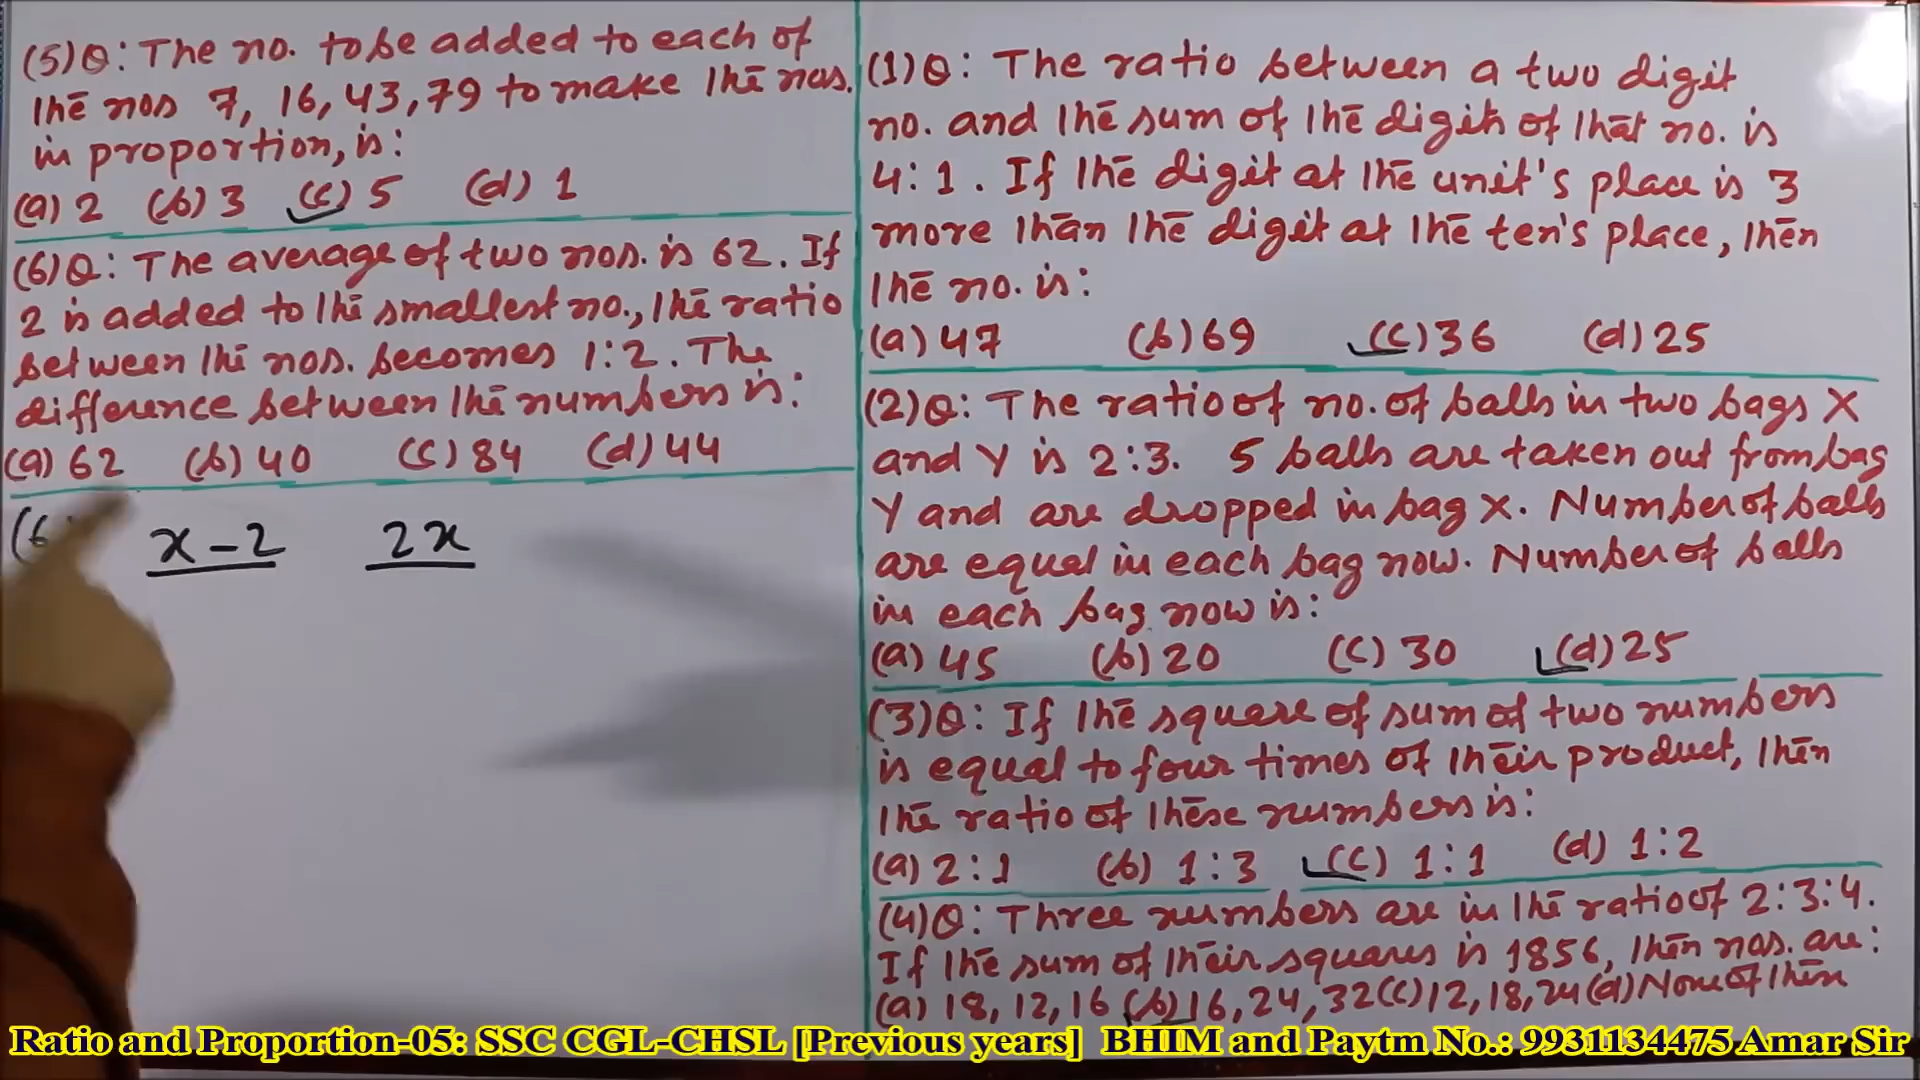 (5)Q: The no. to be added to each of
the nos 7, 16, 43, 79 to make the nos.
in proportion, is:
(a) 2 (b) 3 (c) 5 (d) 1
(6)Q: The average of two nos. is 62. If
2 is added to the smallest no., the ratio
between the nos. becomes 1:2. The
difference between the numbers is:
(a) 62 (b) 40 (c) 84 (d) 44
(6
x - 2 2x
(1)Q: The ratio between a two digit
no. and the sum of the digits of that no. is
4:1. If the digit at the unit's place is 3
more than the digit at the ten's place, then
the no. is:
(a) 47 (b) 69 (c) 36 (d) 25
(2)Q: The ratio of no. of balls in two bags X
and Y is 2:3. 5 balls are taken out from bag
Y and are dropped in bag X. Number of balls
are equal in each bag now. Number of balls
in each bag now is:
(a) 45 (b) 20 (c) 30 (d) 25
(3)Q: If the square of sum of two numbers
is equal to four times of their product, then
the ratio of these numbers is:
(a) 2:1 (b) 1:3 (c) 1:1 (d) 1:2
(4)Q: Three numbers are in the ratio of 2:3:4.
If the sum of their squares is 1856, then nos. are:
(a) 18, 12, 16 (b) 16, 24, 32 (c) 12, 18, 24 (d) None of them
Ratio and Proportion-05: SSC CGL-CHSL [Previous years] BHIM and Paytm No.: 9931134475 Amar Sir